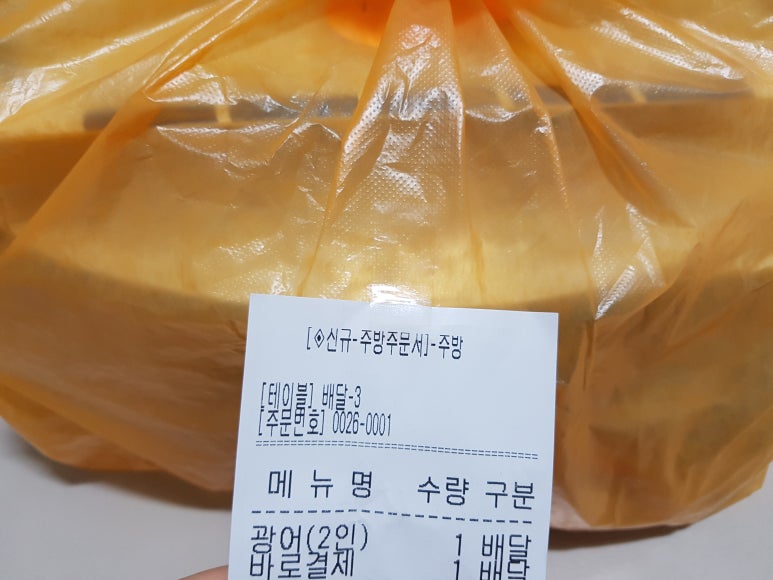 [◈신규-주방주문서]-주방
[테이블] 배달-3
[주문번호] 0026-0001
메 뉴 명 수량 구분
광어(2인) 1 배달
바로결제 1 배달